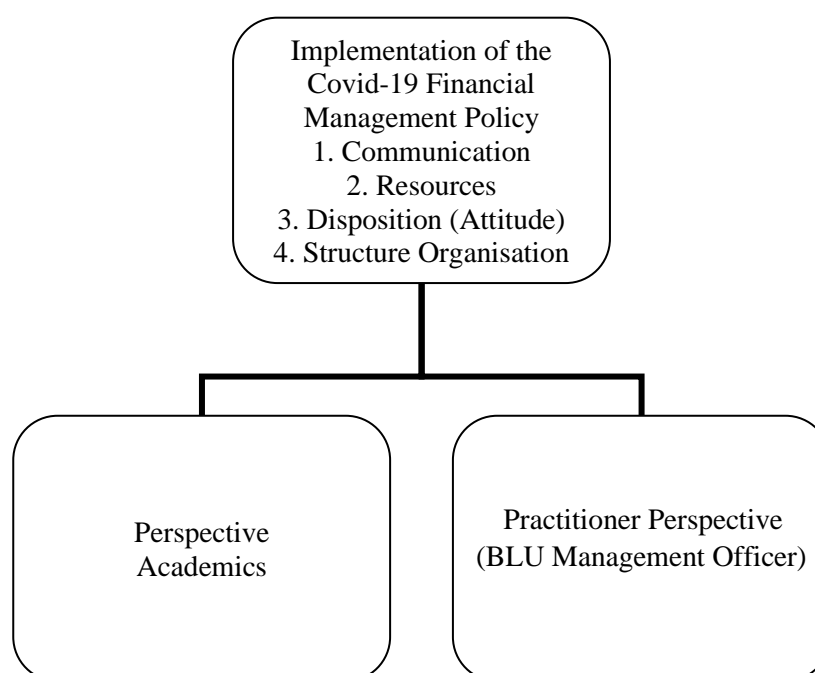 Implementation of the
Covid-19 Financial
Management Policy
1. Communication
2. Resources
3. Disposition (Attitude)
4. Structure Organisation
Perspective
Academics
Practitioner Perspective
(BLU Management Officer)